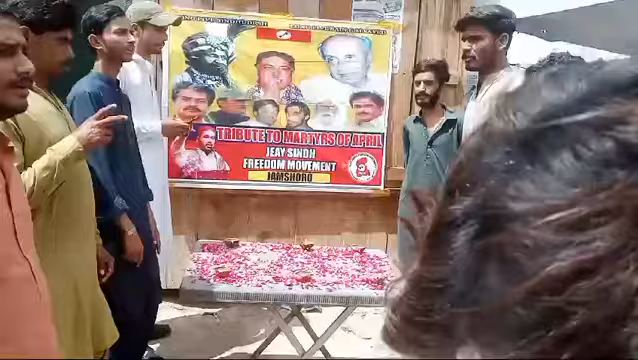 TRIBUTE TO MARTYRS OF APRIL
JEAY SINDH
FREEDOM MOVEMENT
JAMSHORO